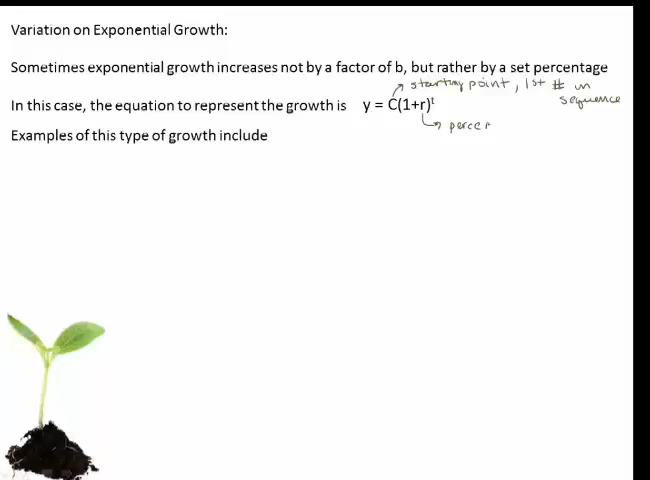 Variation on Exponential Growth:
Sometimes exponential growth increases not by a factor of b, but rather by a set percentage
starting point, 1st # in
sequence
In this case, the equation to represent the growth is y = C(1+r)^t
percer
Examples of this type of growth include